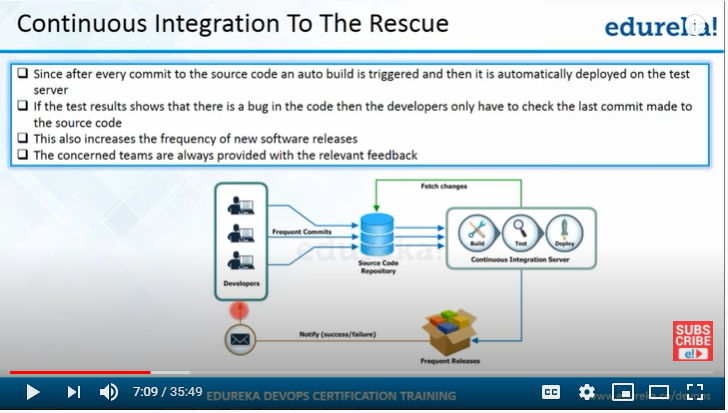 Continuous Integration To The Rescue
edureka!
Since after every commit to the source code an auto build is triggered and then it is automatically deployed on the test
server
If the test results shows that there is a bug in the code then the developers only have to check the last commit made to
the source code
This also increases the frequency of new software releases
The concerned teams are always provided with the relevant feedback
Fetch changes
Frequent Commits
Build
Test
Deploy
Source Code
Repository
Continuous Integration Server
Developers
edureka!
Notify (success/failure)
Frequent Releases
SUBS
CRIBE
e!
7:09 / 35:49
EDUREKA DEVOPS CERTIFICATION TRAINING
CC